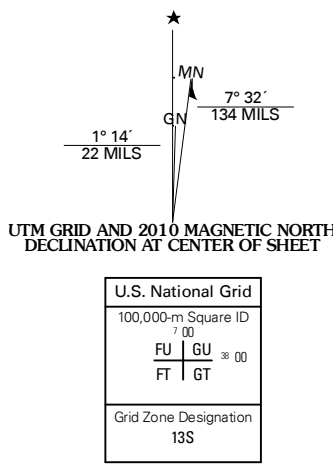 ★
MN
7° 32´
134 MILS
GN
1° 14´
22 MILS
UTM GRID AND 2010 MAGNETIC NORTH
DECLINATION AT CENTER OF SHEET
U.S. National Grid
100,000-m Square ID
7 00
FU GU
38 00
FT GT
Grid Zone Designation
13S